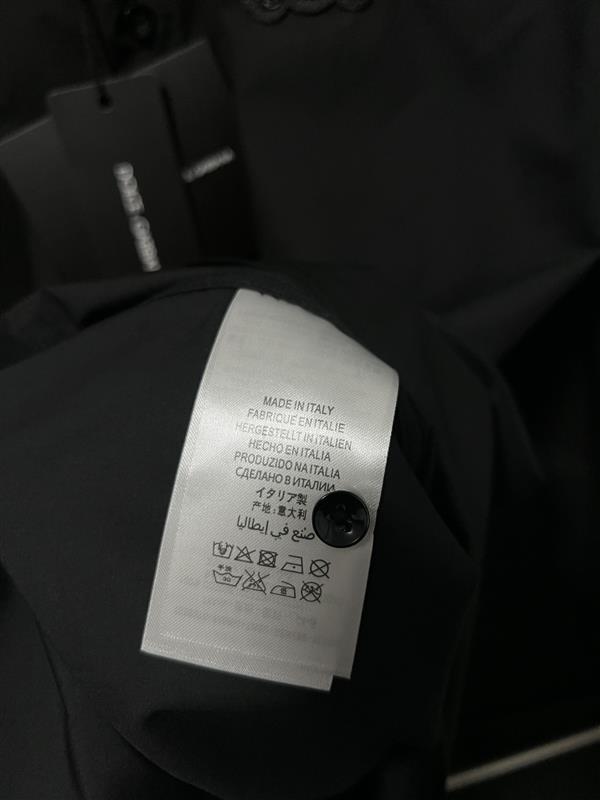 MADE IN ITALY
FABRIQUÉ EN ITALIE
HERGESTELLT IN ITALIEN
HECHO EN ITALIA
PRODUZIDO NA ITALIA
СДЕЛАНО В ИТАЛИИ
イタリア製
产地:意大利
صنع في إيطاليا